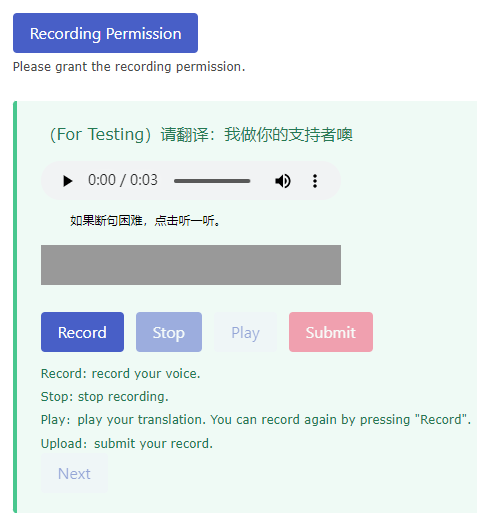 Recording Permission
Please grant the recording permission.
（For Testing）请翻译：我做你的支持者噢
0:00 / 0:03
如果断句困难，点击听一听。
Record Stop Play Submit
Record: record your voice.
Stop: stop recording.
Play：play your translation. You can record again by pressing "Record".
Upload：submit your record.
Next